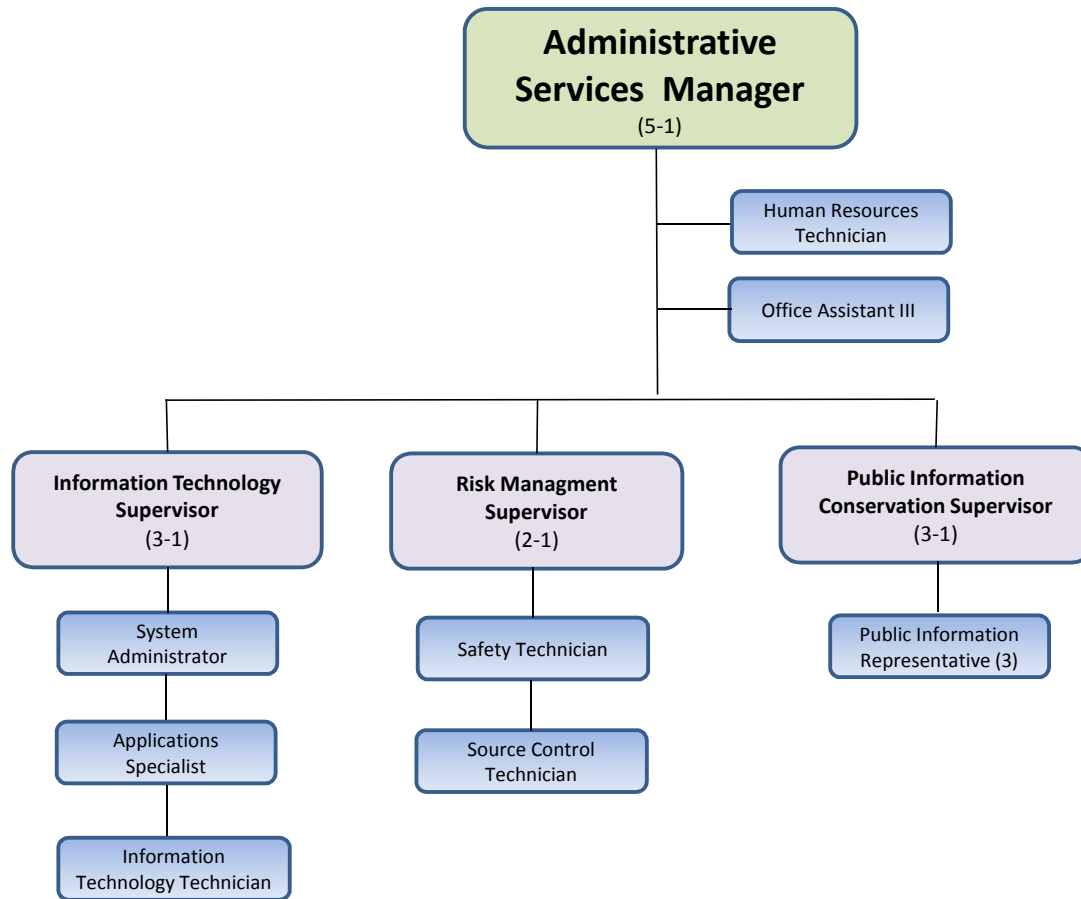 Administrative
Services Manager
(5-1)
Human Resources
Technician
Office Assistant III
Information Technology
Supervisor
(3-1)
Risk Managment
Supervisor
(2-1)
Public Information
Conservation Supervisor
(3-1)
System
Administrator
Safety Technician
Public Information
Representative (3)
Applications
Specialist
Source Control
Technician
Information
Technology Technician